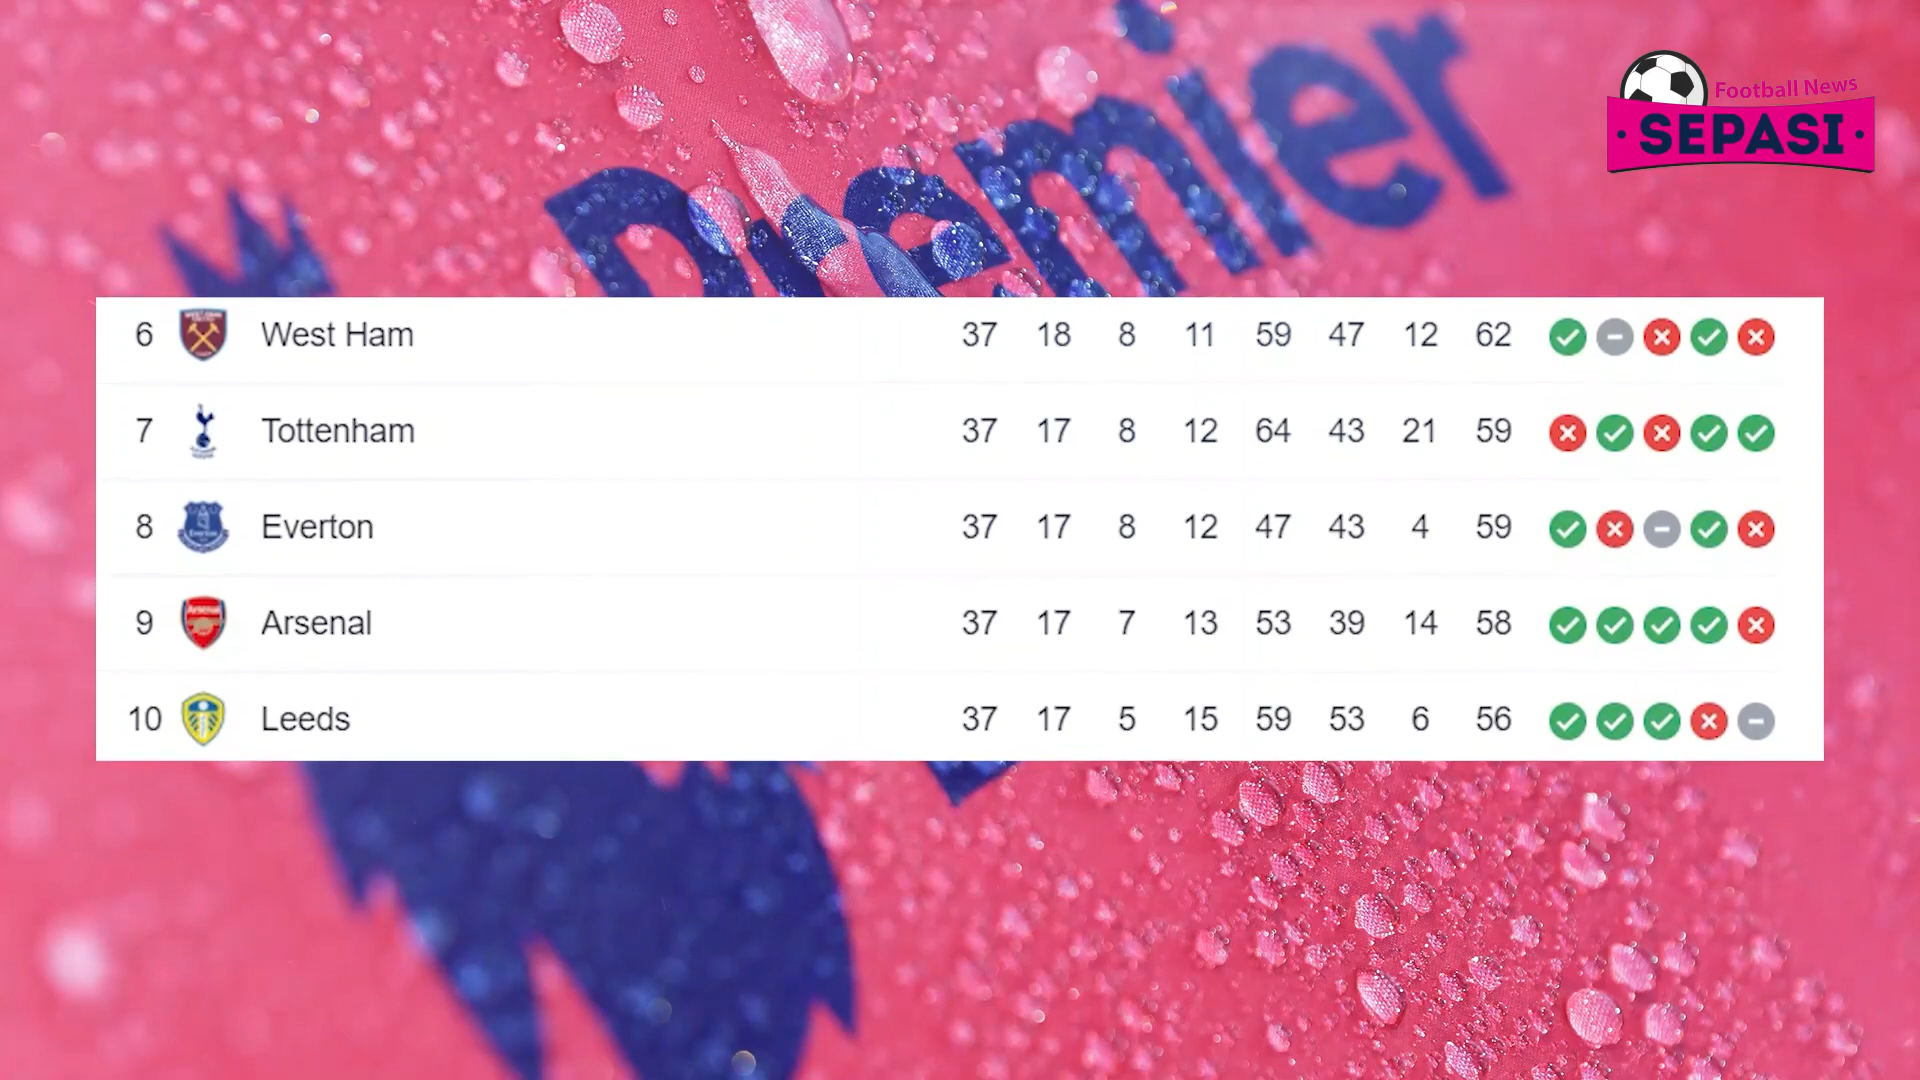 Premier
Football News
SEPASI
6 West Ham 37 18 8 11 59 47 12 62
7 Tottenham 37 17 8 12 64 43 21 59
8 Everton 37 17 8 12 47 43 4 59
9 Arsenal 37 17 7 13 53 39 14 58
10 Leeds 37 17 5 15 59 53 6 56